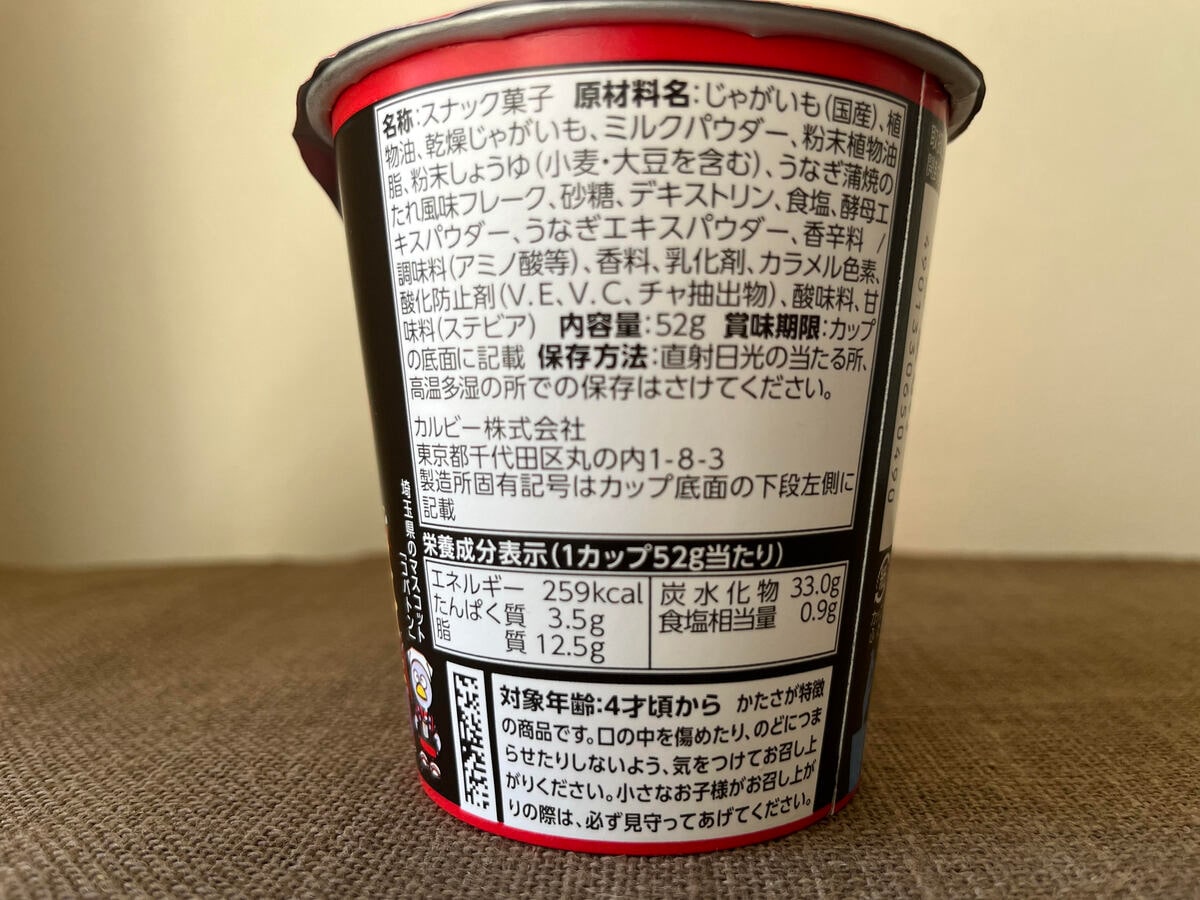 名称:スナック菓子 原材料名:じゃがいも(国産)、植
物油、乾燥じゃがいも、ミルクパウダー、粉末植物油
脂、粉末しょうゆ(小麦・大豆を含む)、うなぎ蒲焼の
たれ風味フレーク、砂糖、デキストリン、食塩、酵母エ
キスパウダー、うなぎエキスパウダー、香辛料 /
調味料(アミノ酸等)、香料、乳化剤、カラメル色素、
酸化防止剤(V.E、V.C、チャ抽出物)、酸味料、甘
味料(ステビア) 内容量:52g 賞味期限:カップ
の底面に記載 保存方法:直射日光の当たる所、
高温多湿の所での保存はさけてください。
カルビー株式会社
東京都千代田区丸の内1-8-3
製造所固有記号はカップ底面の下段左側に
記載
栄養成分表示(1カップ52g当たり)
エネルギー 259kcal 炭水化物 33.0g
たんぱく質 3.5g 食塩相当量 0.9g
脂質 12.5g
埼玉県のマスコット
「コバトン」
対象年齢:4才頃から かたさが特徴
の商品です。口の中を傷めたり、のどにつま
らせたりしないよう、気をつけてお召し上
がりください。小さなお子様がお召し上が
りの際は、必ず見守ってあげてください。